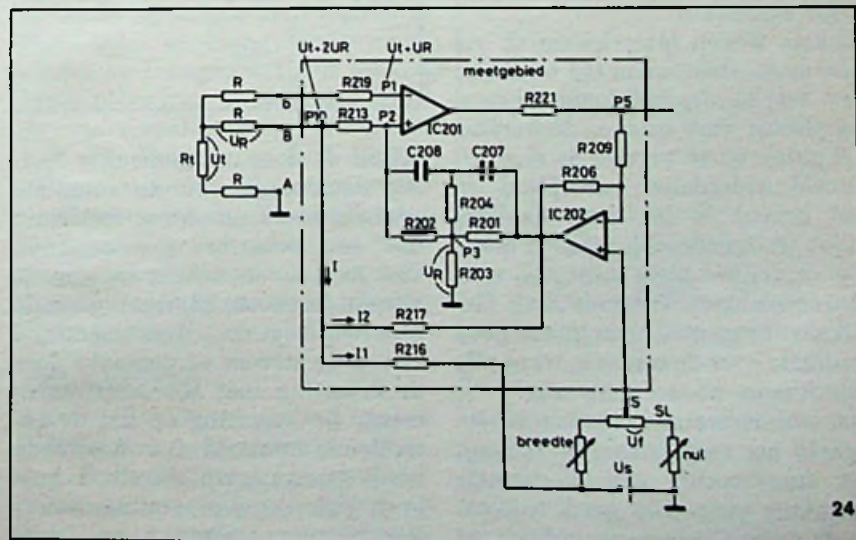 Ut+2UR Ut+UR
meetgebied
R b R219 P1
R B P10 R213 P2 IC201 R221 P5
UR
Rt Ut
C208 C207 R206 R209
R A
R204
IC202
R202 R201
P3
UR R203
I
I2 R217
I1 R216
S SL
breedte Uf nul
Us
24